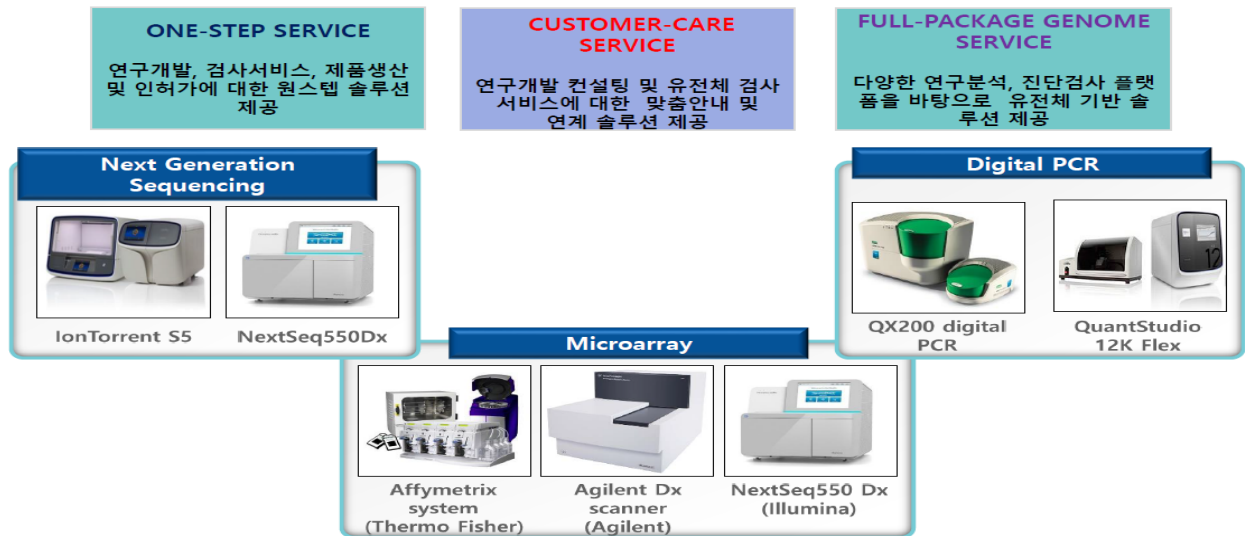 ONE-STEP SERVICE
연구개발, 검사서비스, 제품생산
및 인허가에 대한 원스텝 솔루션
제공
CUSTOMER-CARE
SERVICE
연구개발 컨설팅 및 유전체 검사
서비스에 대한 맞춤안내 및
연계 솔루션 제공
FULL-PACKAGE GENOME
SERVICE
다양한 연구분석, 진단검사 플랫
폼을 바탕으로 유전체 기반 솔
루션 제공
Next Generation
Sequencing
IonTorrent S5
NextSeq550Dx
Digital PCR
QX200 digital
PCR
12
QuantStudio
12K Flex
Microarray
Affymetrix
system
(Thermo Fisher)
Agilent Dx
scanner
(Agilent)
NextSeq550 Dx
(Illumina)